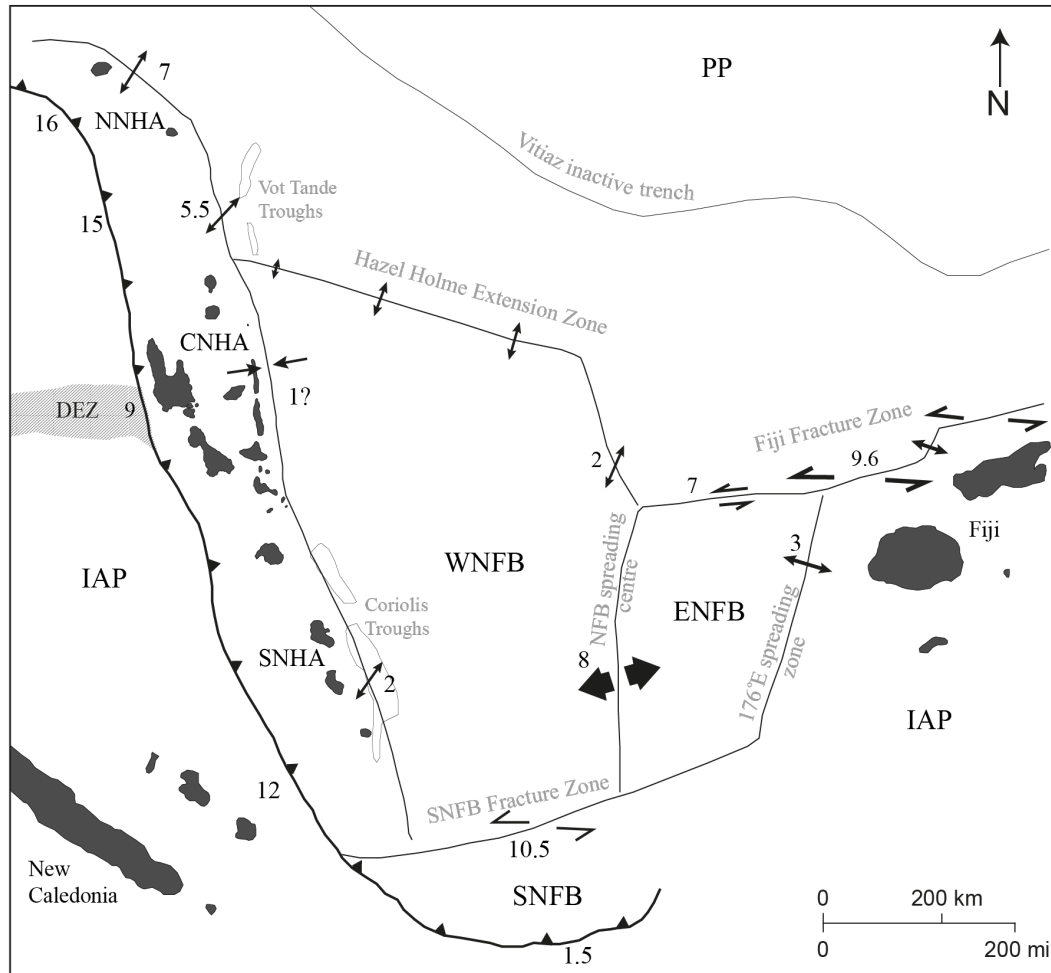 PP
N
7
NNHA
16
Vitiaz inactive trench
Vot Tande
Troughs
5.5
15
Hazel Holme Extension Zone
CNHA
1?
DEZ
9
Fiji Fracture Zone
9.6
2
7
Fiji
3
NFB spreading
centre
WNFB
IAP
ENFB
Coriolis
Troughs
SNHA
8
2
176°E spreading
zone
IAP
12
SNFB Fracture Zone
10.5
New
Caledonia
SNFB
0
200 km
0
200 mi
1.5